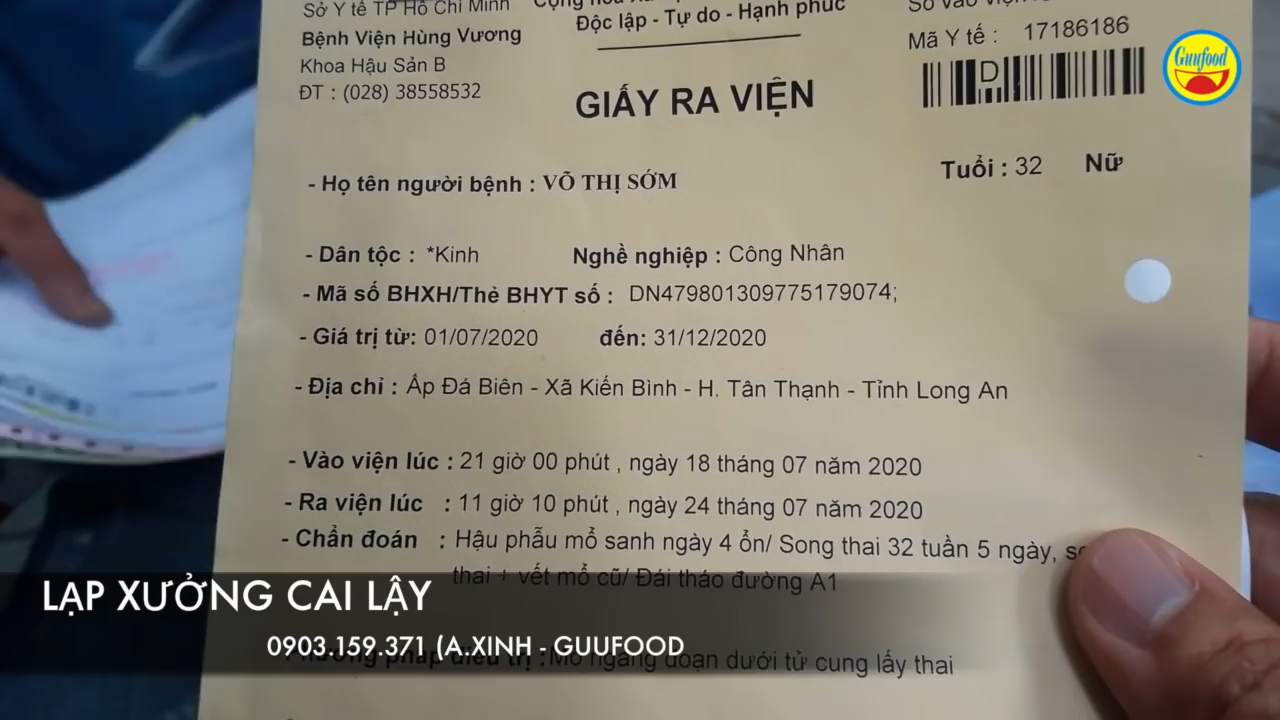 Sở Y tế TP Hồ Chí Minh
Bệnh Viện Hùng Vương
Khoa Hậu Sản B
ĐT : (028) 38558532
Độc lập - Tự do - Hạnh phúc
Mã Y tế : 17186186
D
Guufood
GIẤY RA VIỆN
- Họ tên người bệnh : VÕ THỊ SỚM
Tuổi : 32 Nữ
- Dân tộc : *Kinh Nghề nghiệp : Công Nhân
- Mã số BHXH/Thẻ BHYT số : DN479801309775179074;
- Giá trị từ: 01/07/2020 đến: 31/12/2020
- Địa chỉ : Ấp Đá Biên - Xã Kiến Bình - H. Tân Thạnh - Tỉnh Long An
- Vào viện lúc : 21 giờ 00 phút , ngày 18 tháng 07 năm 2020
- Ra viện lúc : 11 giờ 10 phút , ngày 24 tháng 07 năm 2020
- Chẩn đoán : Hậu phẫu mổ sanh ngày 4 ổn/ Song thai 32 tuần 5 ngày,
thai + vết mổ cũ/ Đái tháo đường A1
LẠP XƯỞNG CAI LẬY
0903.159.371 (A.XINH - GUUFOOD
pháp điều trị : Mổ ngang đoạn dưới tử cung lấy thai